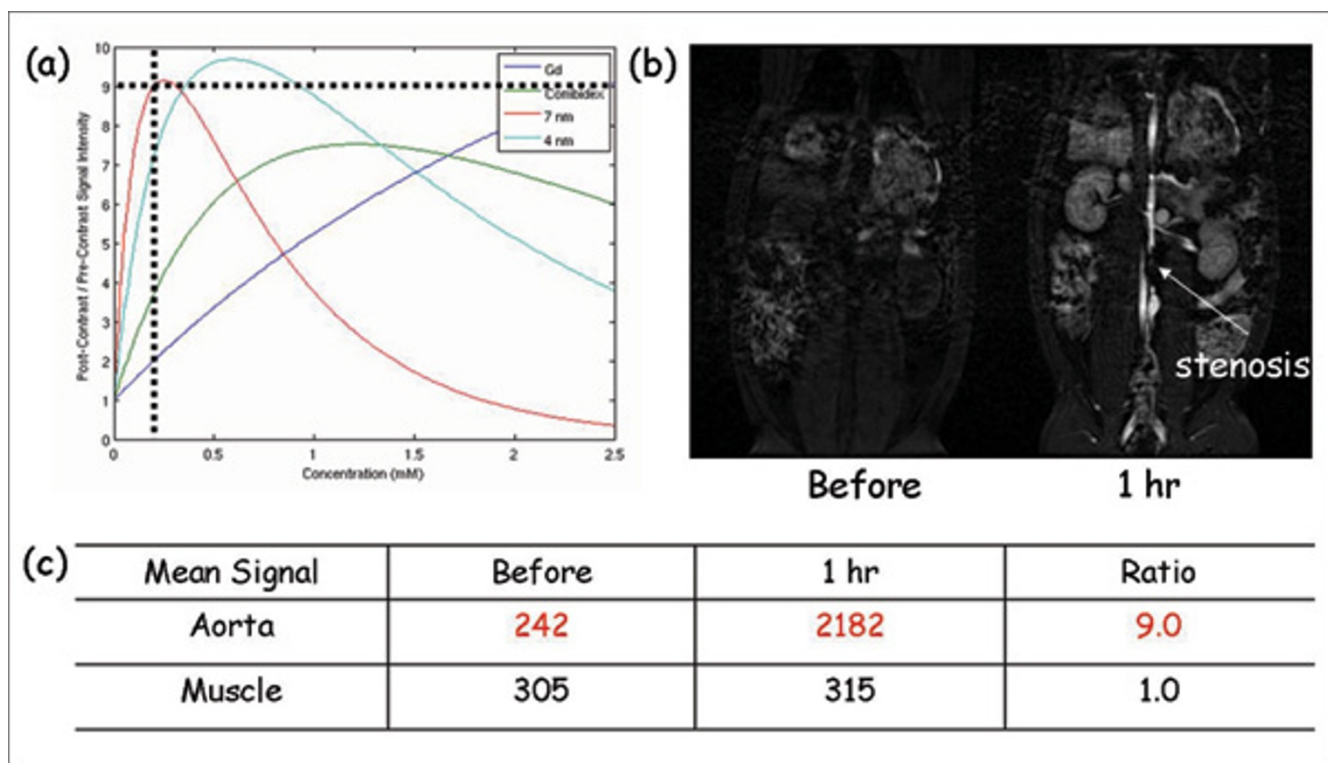 (a)
10
9
8
7
6
5
4
3
2
1
0
Post-Contrast / Pre-Contrast Signal Intensity
0 0.5 1 1.5 2 2.5
Concentration (mM)
Gd
Combidex
7 nm
4 nm
(b)
stenosis
Before 1 hr
(c)
Mean Signal Before 1 hr Ratio
Aorta 242 2182 9.0
Muscle 305 315 1.0